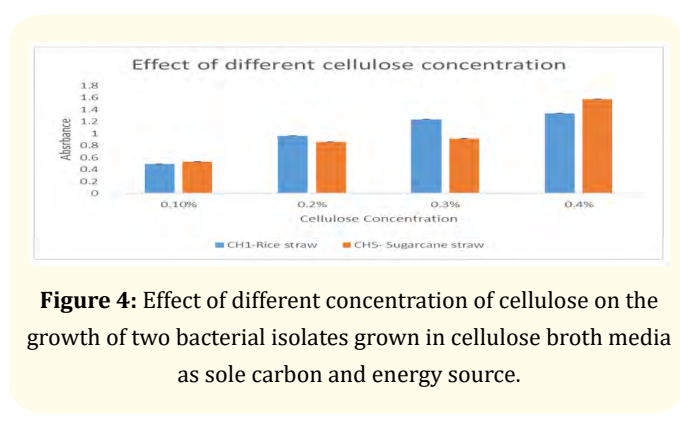 Effect of different cellulose concentration
1.8
1.6
1.4
1.2
1
0.8
0.6
0.4
0.2
0
Absrbance
0.10% 0.2% 0.3% 0.4%
Cellulose Concentration
CH1-Rice straw CH5- Sugarcane straw
Figure 4: Effect of different concentration of cellulose on the
growth of two bacterial isolates grown in cellulose broth media
as sole carbon and energy source.